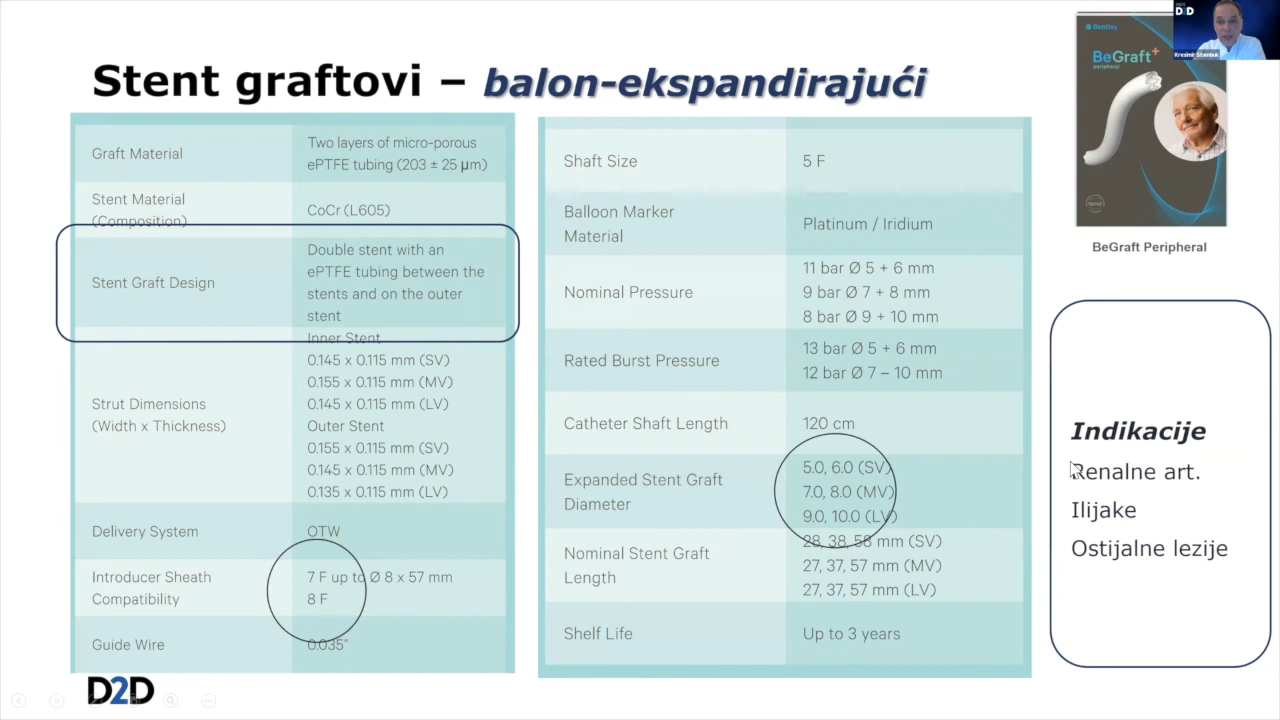 Stent graftovi – balon-ekspandirajući
Graft Material
Two layers of micro-porous
ePTFE tubing (203 ± 25 µm)
Stent Material
(Composition)
CoCr (L605)
Stent Graft Design
Double stent with an
ePTFE tubing between the
stents and on the outer
stent
Strut Dimensions
(Width x Thickness)
Inner Stent
0.145 x 0.115 mm (SV)
0.155 x 0.115 mm (MV)
0.145 x 0.115 mm (LV)
Outer Stent
0.155 x 0.115 mm (SV)
0.145 x 0.115 mm (MV)
0.135 x 0.115 mm (LV)
Delivery System
OTW
Introducer Sheath
Compatibility
7 F up to Ø 8 x 57 mm
8 F
Guide Wire
0.035"
Shaft Size
5 F
Balloon Marker
Material
Platinum / Iridium
Nominal Pressure
11 bar Ø 5 + 6 mm
9 bar Ø 7 + 8 mm
8 bar Ø 9 + 10 mm
Rated Burst Pressure
13 bar Ø 5 + 6 mm
12 bar Ø 7 – 10 mm
Catheter Shaft Length
120 cm
Expanded Stent Graft
Diameter
5.0, 6.0 (SV)
7.0, 8.0 (MV)
9.0, 10.0 (LV)
Nominal Stent Graft
Length
28, 38, 58 mm (SV)
27, 37, 57 mm (MV)
27, 37, 57 mm (LV)
Shelf Life
Up to 3 years
Bentley
BeGraft+
peripheral
BeGraft Peripheral
Indikacije
Renalne art.
Ilijake
Ostijalne lezije
D2D
D2D
Kresimir Stambuk